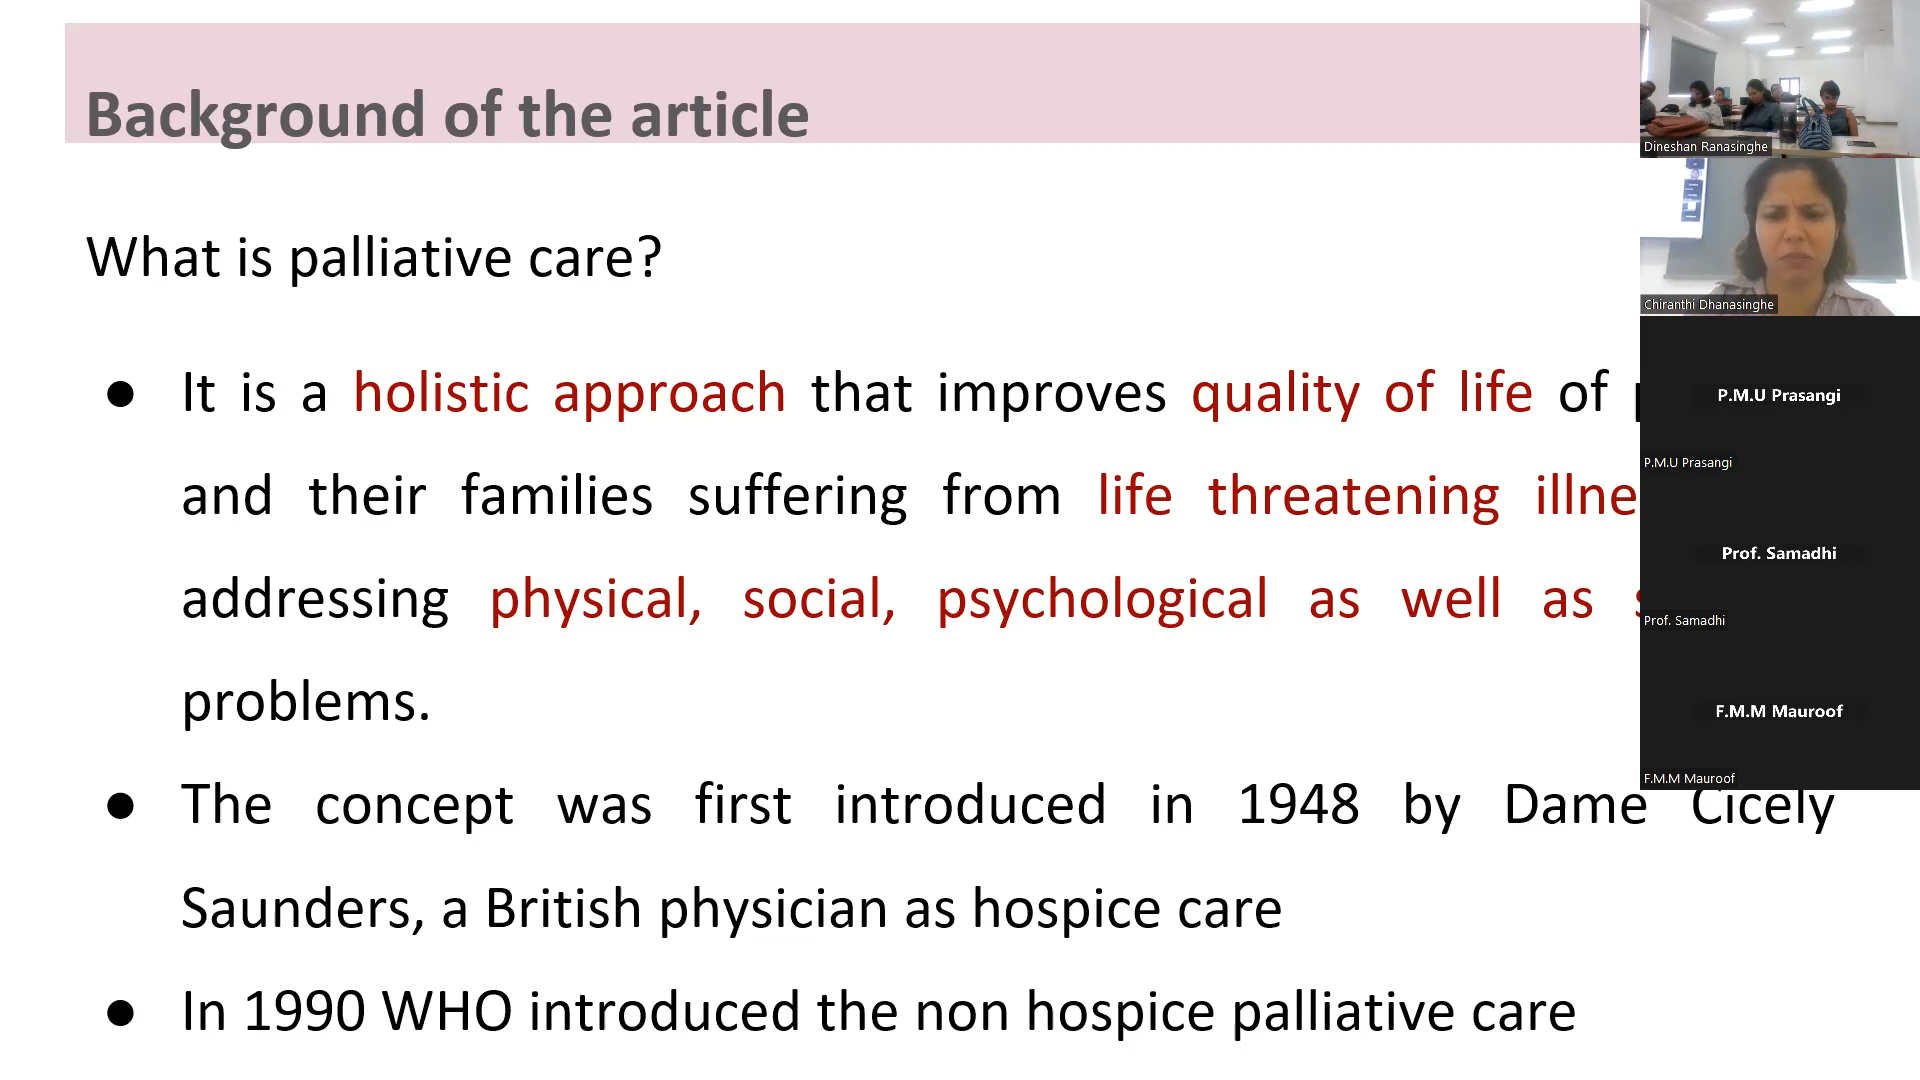 Background of the article
What is palliative care?
● It is a holistic approach that improves quality of life of
and their families suffering from life threatening
addressing physical, social, psychological as well as
problems.
● The concept was first introduced in 1948 by Dame Cicely
Saunders, a British physician as hospice care
● In 1990 WHO introduced the non hospice palliative care
Dineshan Ranasinghe
Chiranthi Dhanasinghe
P.M.U Prasangi
P.M.U Prasangi
Prof. Samadhi
Prof. Samadhi
F.M.M Mauroof
F.M.M Mauroof